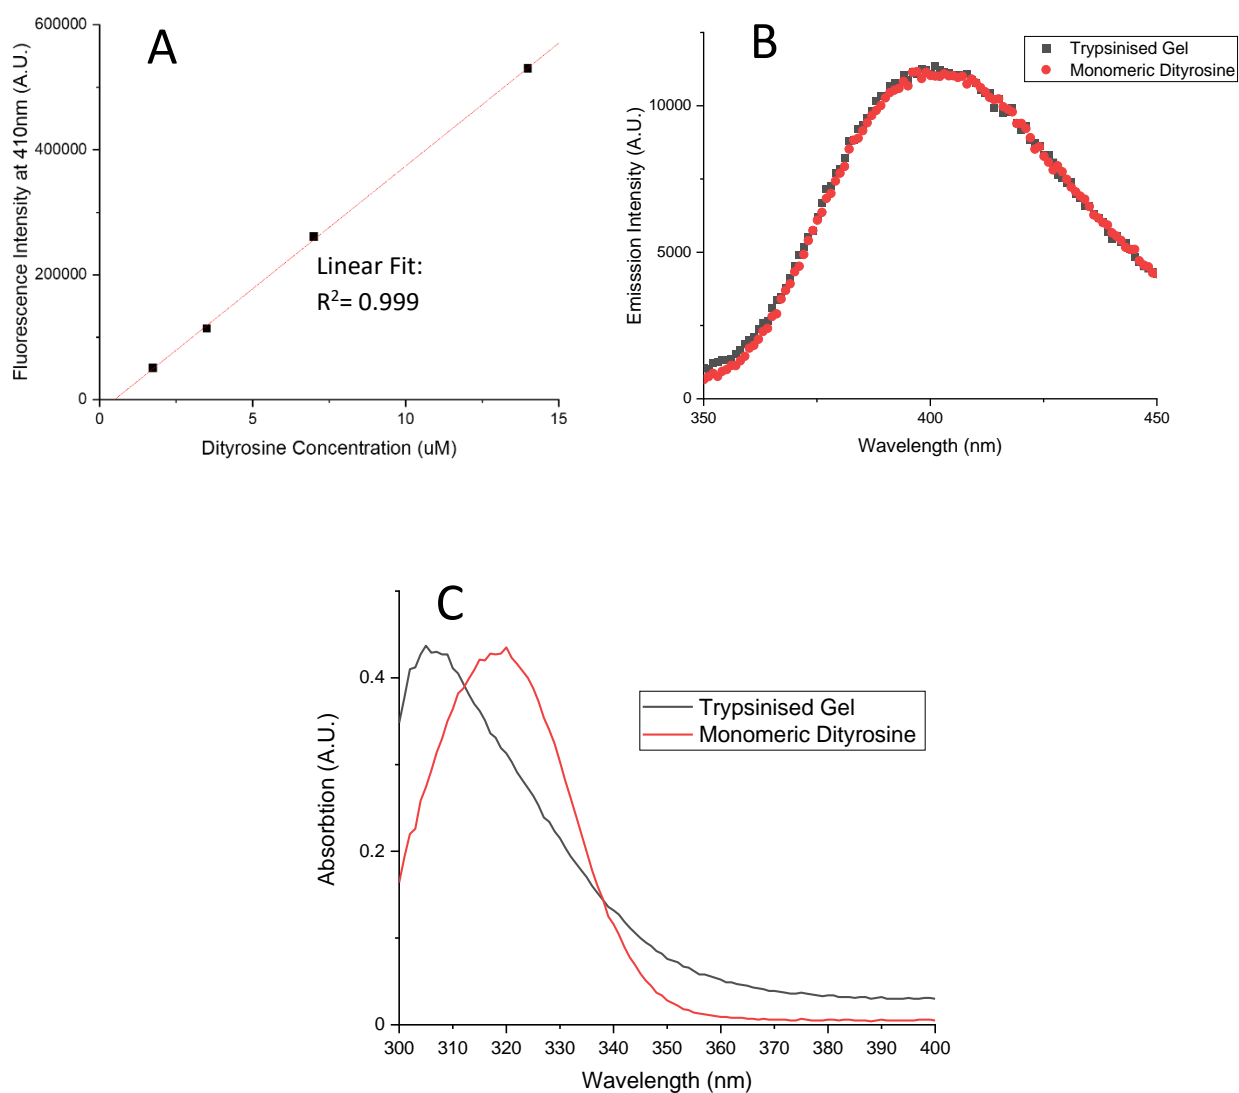 A
Fluorescence Intensity at 410nm (A.U.)
600000
400000
200000
0
0
5
10
15
Linear Fit:
R²= 0.999
Dityrosine Concentration (uM)
B
Trypsinised Gel
Monomeric Dityrosine
Emisssion Intensity (A.U.)
10000
5000
0
350
400
450
Wavelength (nm)
C
Trypsinised Gel
Monomeric Dityrosine
Absorbtion (A.U.)
0.4
0.2
0
300
310
320
330
340
350
360
370
380
390
400
Wavelength (nm)